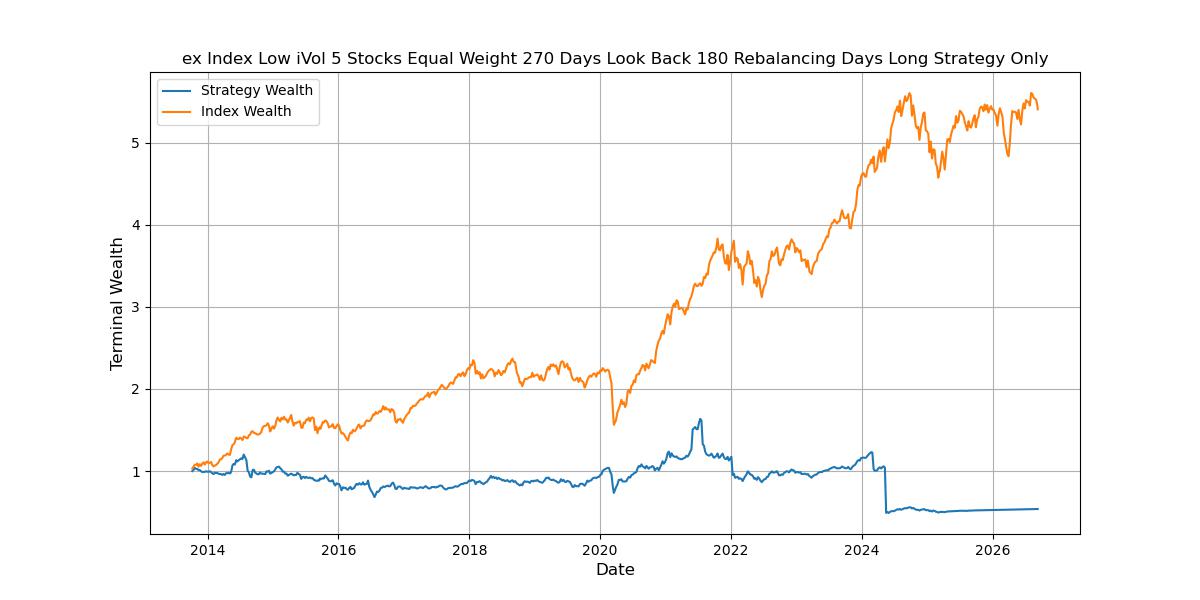 ex Index Low iVol 5 Stocks Equal Weight 270 Days Look Back 180 Rebalancing Days Long Strategy Only
Strategy Wealth
Index Wealth
Terminal Wealth
5
4
3
2
1
2014 2016 2018 2020 2022 2024 2026
Date